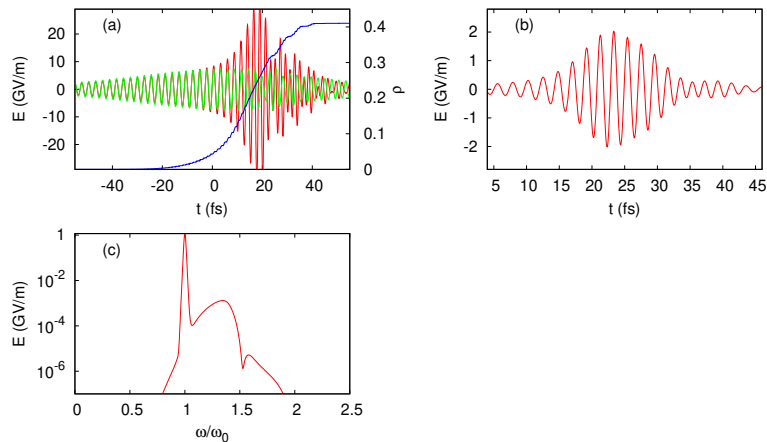 (a)
E (GV/m)
20
10
0
-10
-20
-40 -20 0 20 40
t (fs)
0.4
0.3
0.2
0.1
0
ρ
(b)
E (GV/m)
2
1
0
-1
-2
5 10 15 20 25 30 35 40 45
t (fs)
(c)
E (GV/m)
1
10-2
10-4
10-6
0 0.5 1 1.5 2 2.5
ω/ω0